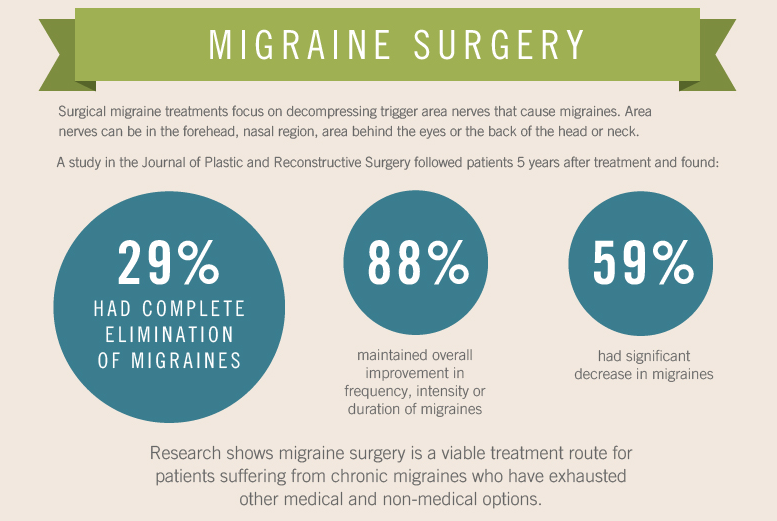 MIGRAINE SURGERY
Surgical migraine treatments focus on decompressing trigger area nerves that cause migraines. Area
nerves can be in the forehead, nasal region, area behind the eyes or the back of the head or neck.
A study in the Journal of Plastic and Reconstructive Surgery followed patients 5 years after treatment and found:
29%
HAD COMPLETE
ELIMINATION
OF MIGRAINES
88%
maintained overall
improvement in
frequency, intensity or
duration of migraines
59%
had significant
decrease in migraines
Research shows migraine surgery is a viable treatment route for
patients suffering from chronic migraines who have exhausted
other medical and non-medical options.